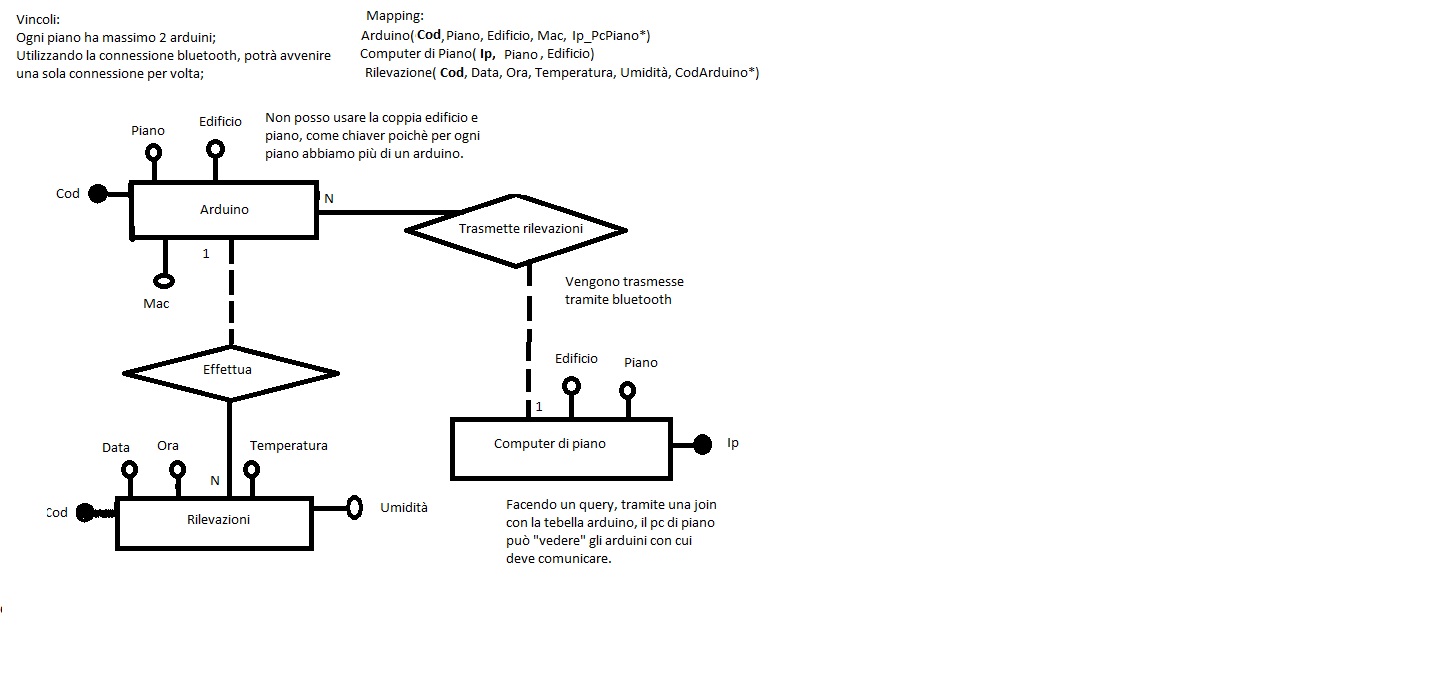 Vincoli:
Ogni piano ha massimo 2 arduini;
Utilizzando la connessione bluetooth, potrà avvenire
una sola connessione per volta;
Mapping:
Arduino( Cod, Piano, Edificio, Mac, Ip_PcPiano*)
Computer di Piano( Ip, Piano , Edificio)
Rilevazione( Cod, Data, Ora, Temperatura, Umidità, CodArduino*)
Non posso usare la coppia edificio e
piano, come chiaver poichè per ogni
piano abbiamo più di un arduino.
Piano
Edificio
Cod
Arduino
N
1
Mac
Trasmette rilevazioni
Vengono trasmesse
tramite bluetooth
Effettua
Edificio
Piano
1
Computer di piano
Ip
Data
Ora
Temperatura
N
Cod
Rilevazioni
Umidità
Facendo un query, tramite una join
con la tebella arduino, il pc di piano
può "vedere" gli arduini con cui
deve comunicare.